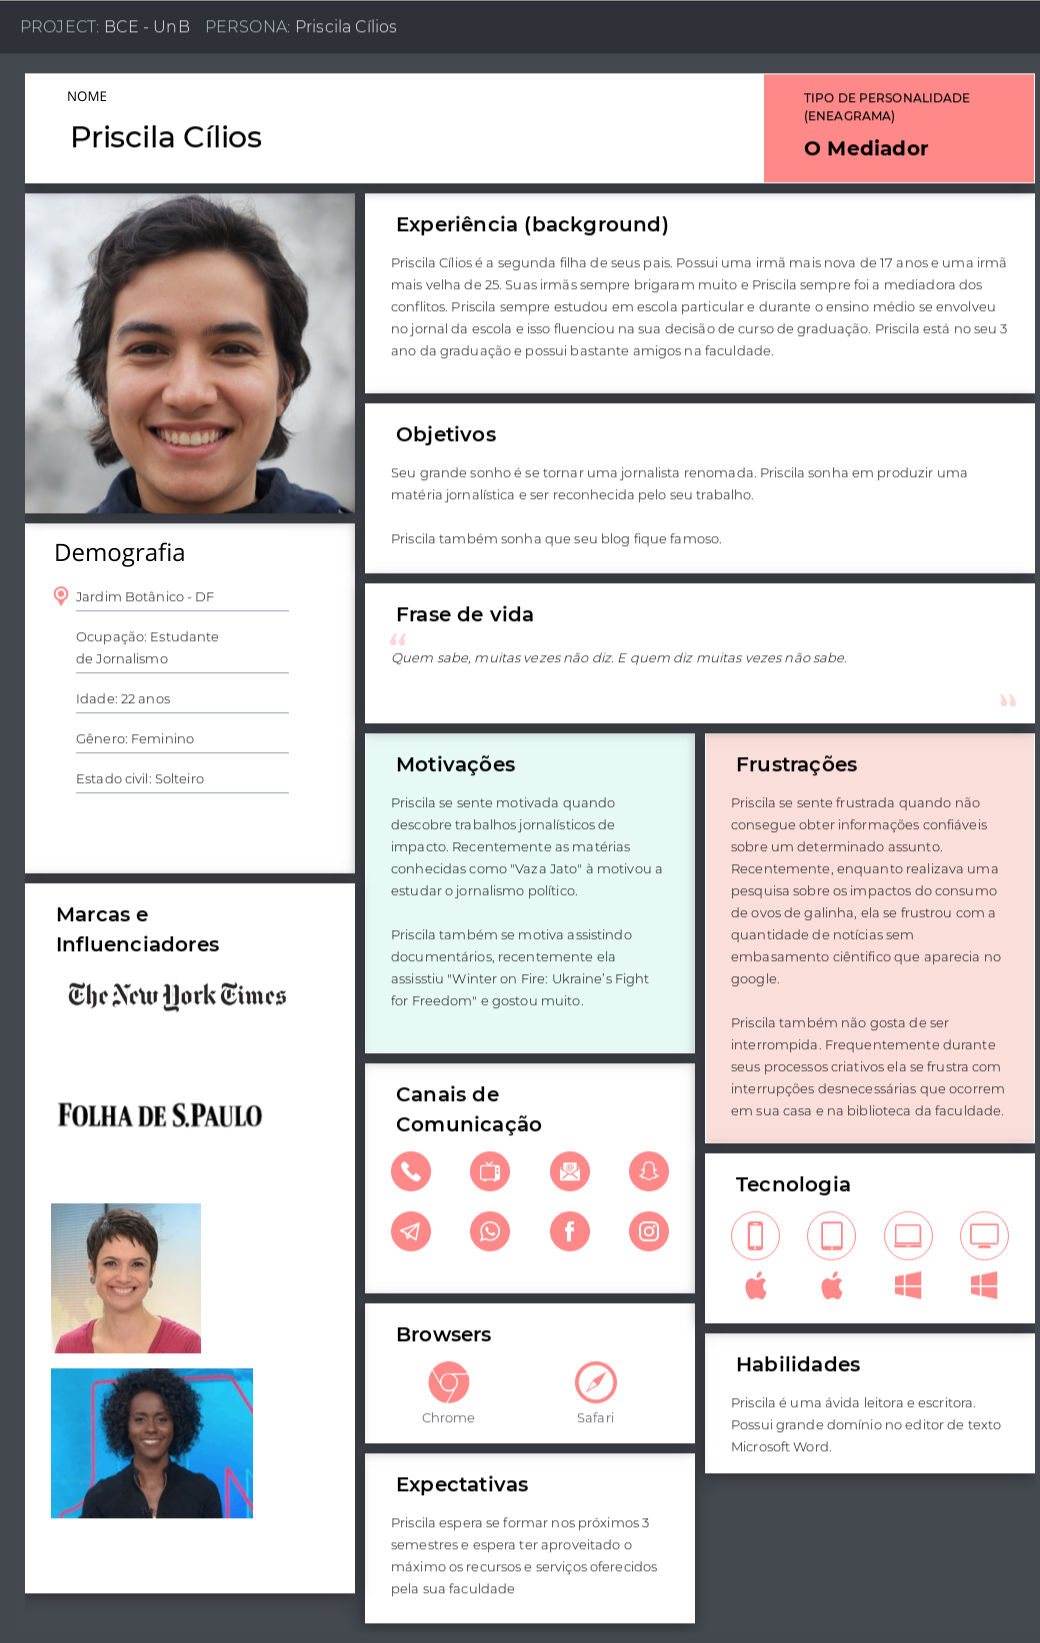 PROJECT: BCE - UnB PERSONA: Priscila Cílios
NOME
Priscila Cílios
TIPO DE PERSONALIDADE
(ENEAGRAMA)
O Mediador
Experiência (background)
Priscila Cílios é a segunda filha de seus pais. Possui uma irmã mais nova de 17 anos e uma irmã
mais velha de 25. Suas irmãs sempre brigaram muito e Priscila sempre foi a mediadora dos
conflitos. Priscila sempre estudou em escola particular e durante o ensino médio se envolveu
no jornal da escola e isso fluenciou na sua decisão de curso de graduação. Priscila está no seu 3
ano da graduação e possui bastante amigos na faculdade.
Objetivos
Seu grande sonho é se tornar uma jornalista renomada. Priscila sonha em produzir uma
matéria jornalística e ser reconhecida pelo seu trabalho.
Priscila também sonha que seu blog fique famoso.
Demografia
Jardim Botânico - DF
Ocupação: Estudante
de Jornalismo
Idade: 22 anos
Gênero: Feminino
Estado civil: Solteiro
Frase de vida
“
Quem sabe, muitas vezes não diz. E quem diz muitas vezes não sabe.
”
Motivações
Priscila se sente motivada quando
descobre trabalhos jornalísticos de
impacto. Recentemente as matérias
conhecidas como "Vaza Jato" à motivou a
estudar o jornalismo político.
Priscila também se motiva assistindo
documentários, recentemente ela
assisstiu "Winter on Fire: Ukraine’s Fight
for Freedom" e gostou muito.
Frustrações
Priscila se sente frustrada quando não
consegue obter informações confiáveis
sobre um determinado assunto.
Recentemente, enquanto realizava uma
pesquisa sobre os impactos do consumo
de ovos de galinha, ela se frustrou com a
quantidade de notícias sem
embasamento ciêntifico que aparecia no
google.
Priscila também não gosta de ser
interrompida. Frequentemente durante
seus processos criativos ela se frustra com
interrupções desnecessárias que ocorrem
em sua casa e na biblioteca da faculdade.
Marcas e
Influenciadores
The New York Times
FOLHA DE S.PAULO
Canais de
Comunicação
Tecnologia
Browsers
Chrome
Safari
Habilidades
Priscila é uma ávida leitora e escritora.
Possui grande domínio no editor de texto
Microsoft Word.
Expectativas
Priscila espera se formar nos próximos 3
semestres e espera ter aproveitado o
máximo os recursos e serviços oferecidos
pela sua faculdade